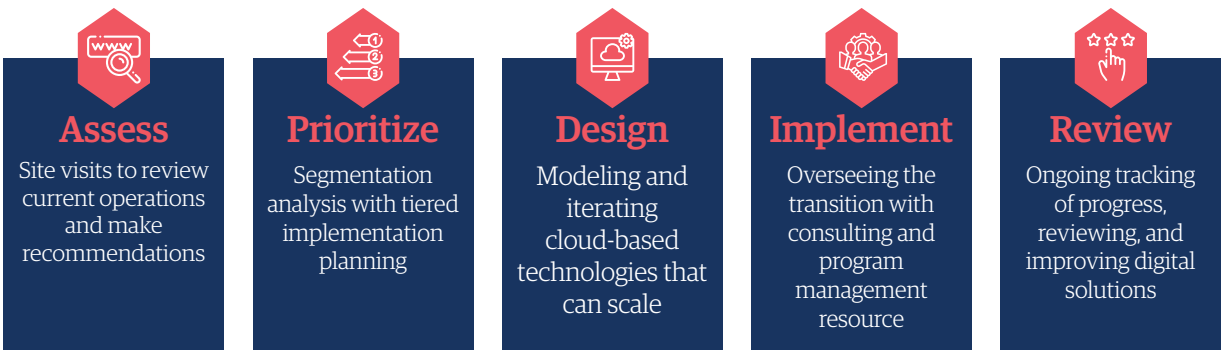 www
1
2
3
Assess
Site visits to review
current operations
and make
recommendations
Prioritize
Segmentation
analysis with tiered
implementation
planning
Design
Modeling and
iterating
cloud-based
technologies that
can scale
Implement
Overseeing the
transition with
consulting and
program
management
resource
Review
Ongoing tracking
of progress,
reviewing, and
improving digital
solutions